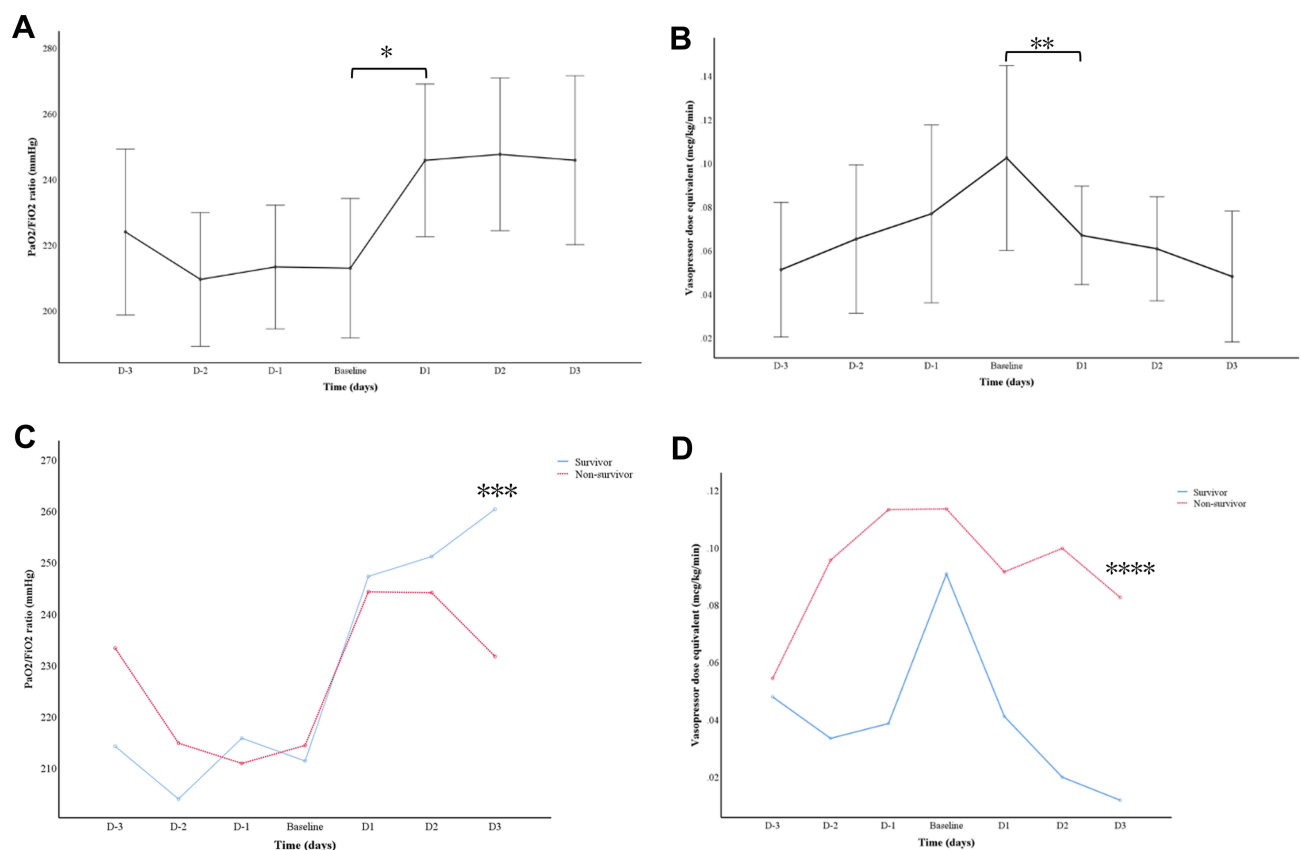 A
*
280
260
240
220
200
PaO2/FiO2 ratio (mmHg)
D-3 D-2 D-1 Baseline D1 D2 D3
Time (days)
B
**
.14
.12
.10
.08
.06
.04
.02
Vasopressor dose equivalent (mcg/kg/min)
D-3 D-2 D-1 Baseline D1 D2 D3
Time (days)
C
270
260
250
240
230
220
210
PaO2/FiO2 ratio (mmHg)
Survivor
Non-survivor
***
D-3 D-2 D-1 Baseline D1 D2 D3
Time (days)
D
.12
.10
.08
.06
.04
.02
Vasopressor dose equivalent (mcg/kg/min)
Survivor
Non-survivor
****
D-3 D-2 D-1 Baseline D1 D2 D3
Time (days)